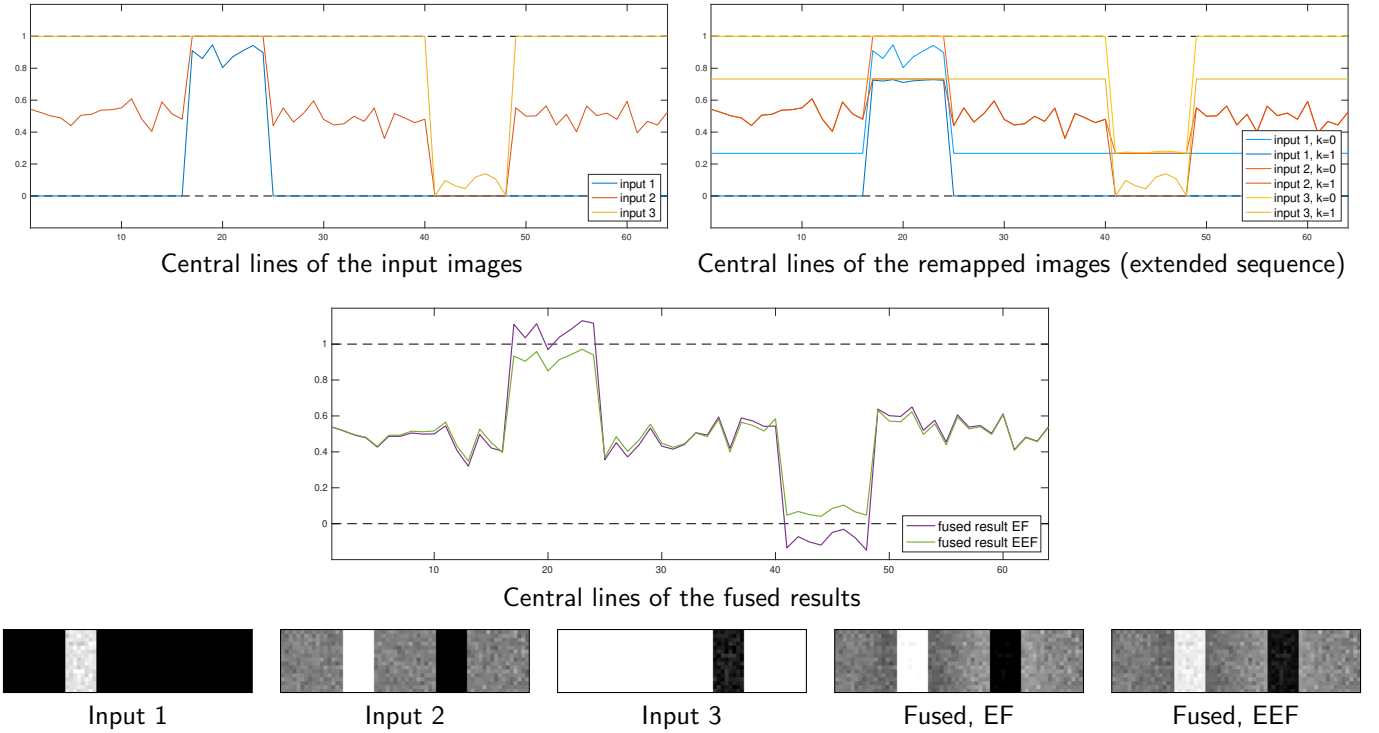 1
0.8
0.6
0.4
0.2
0
10 20 30 40 50 60
input 1
input 2
input 3
Central lines of the input images
1
0.8
0.6
0.4
0.2
0
10 20 30 40 50 60
input 1, k=0
input 1, k=1
input 2, k=0
input 2, k=1
input 3, k=0
input 3, k=1
Central lines of the remapped images (extended sequence)
1
0.8
0.6
0.4
0.2
0
10 20 30 40 50 60
fused result EF
fused result EEF
Central lines of the fused results
Input 1
Input 2
Input 3
Fused, EF
Fused, EEF